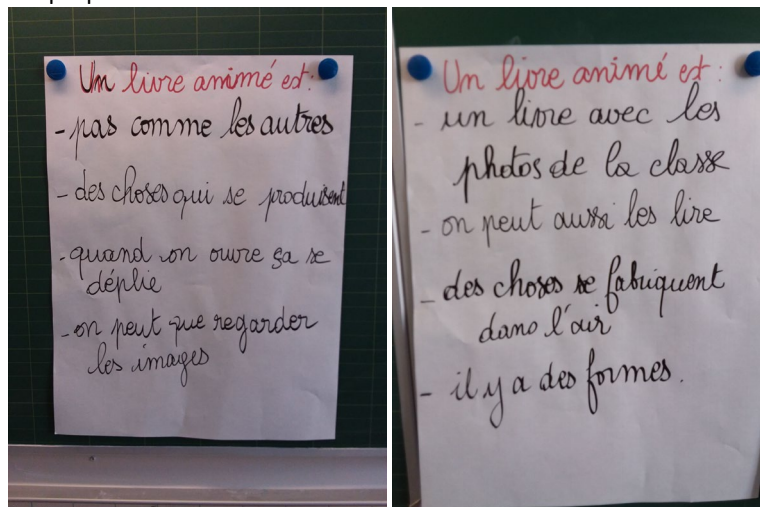 Un livre animé est:
- pas comme les autres
- des choses qui se produisent
- quand on ouvre ça se
déplie
- on peut que regarder
les images
Un livre animé est:
- un livre avec les
photos de la classe
- on peut aussi les lire
- des choses se fabriquent
dans l'air
- il y a des formes.